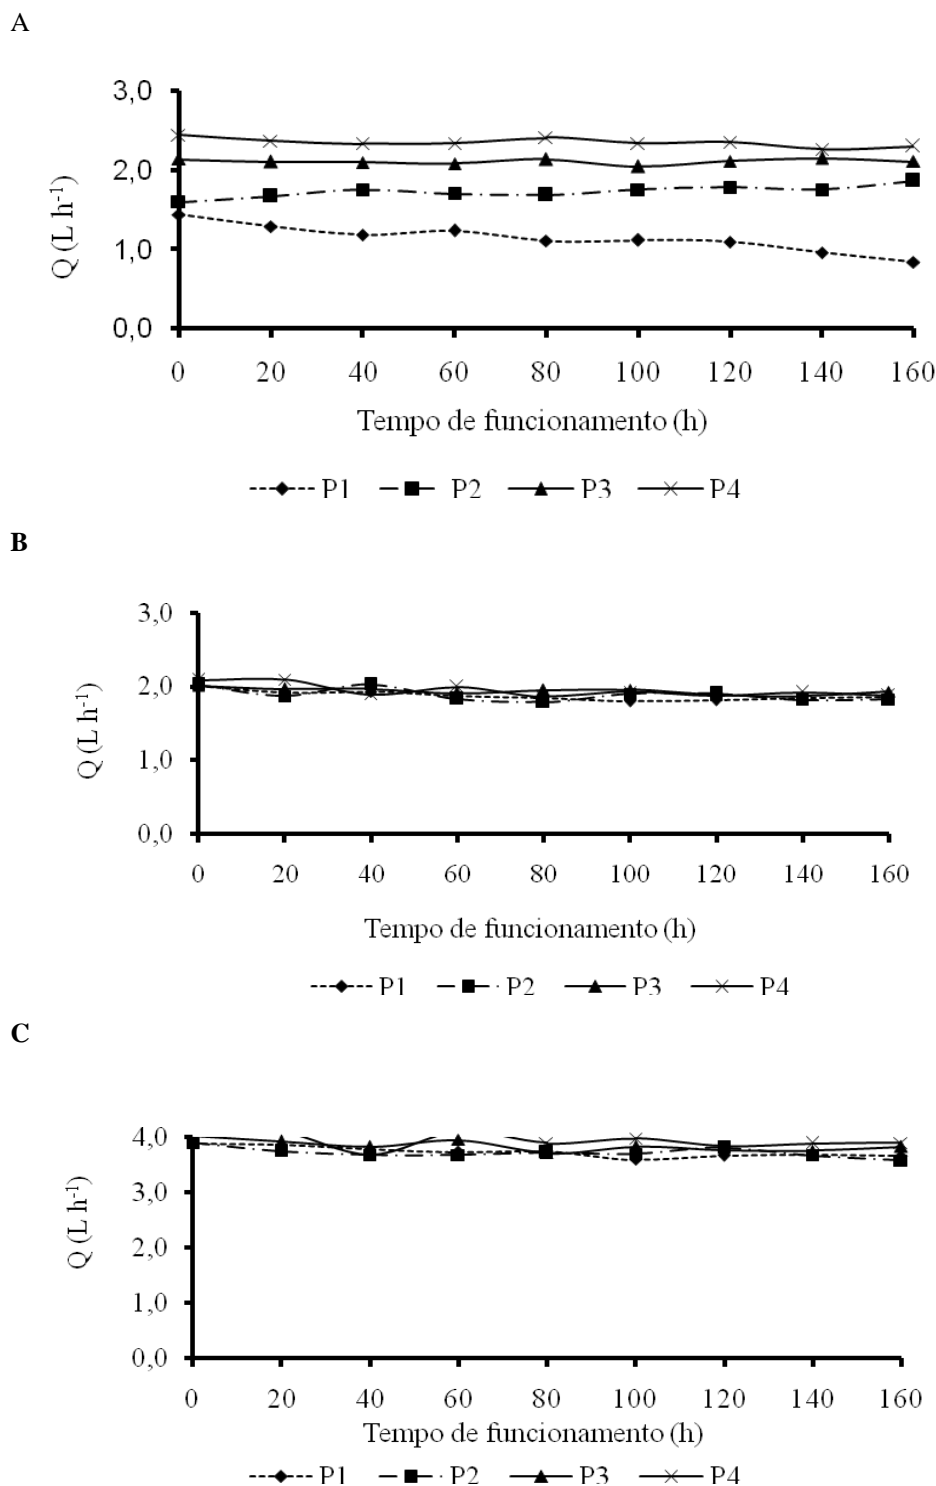 A
3,0
2,0
1,0
0,0
Q (L h-1)
0 20 40 60 80 100 120 140 160
Tempo de funcionamento (h)
P1 P2 P3 P4
B
3,0
2,0
1,0
0,0
Q (L h-1)
0 20 40 60 80 100 120 140 160
Tempo de funcionamento (h)
P1 P2 P3 P4
C
4,0
3,0
2,0
1,0
0,0
Q (L h-1)
0 20 40 60 80 100 120 140 160
Tempo de funcionamento (h)
P1 P2 P3 P4